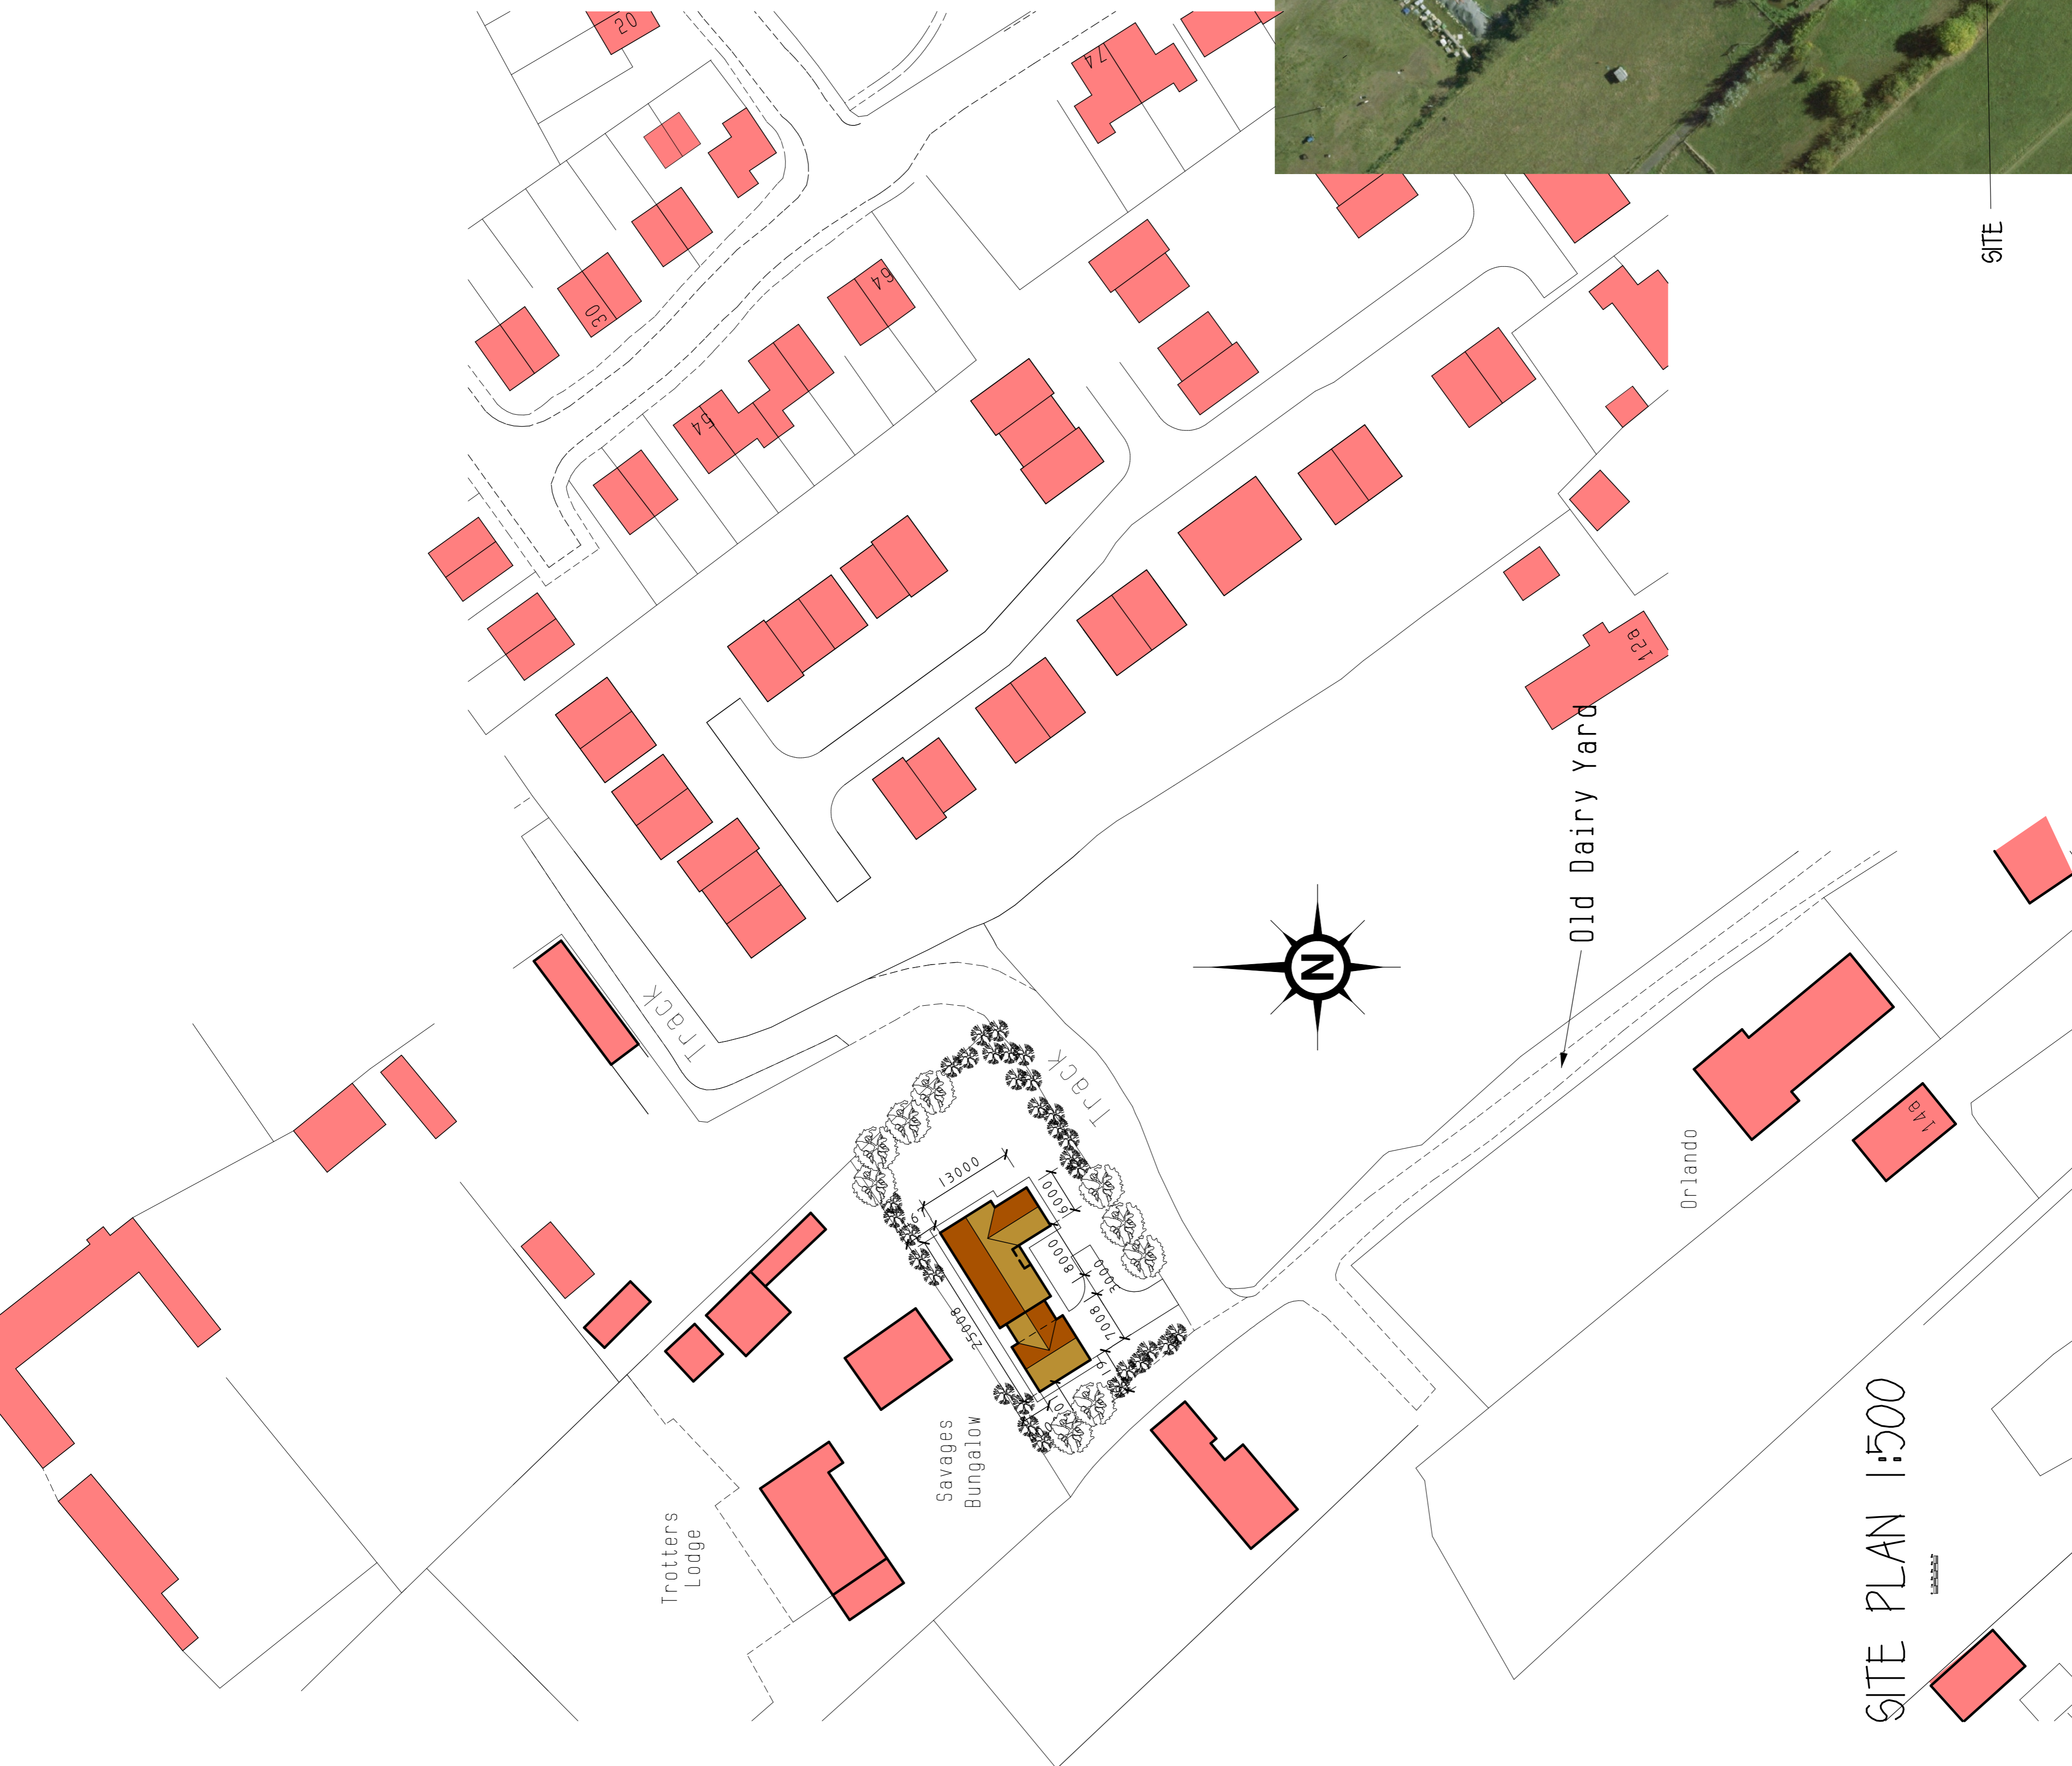 20
74
30
64
54
SITE
12a
Old Dairy Yard
N
Track
Track
14a
Orlando
13000
6000
8000
3000
7008
25008
Savages
Bungalow
Trotters
Lodge
SITE PLAN 1:500